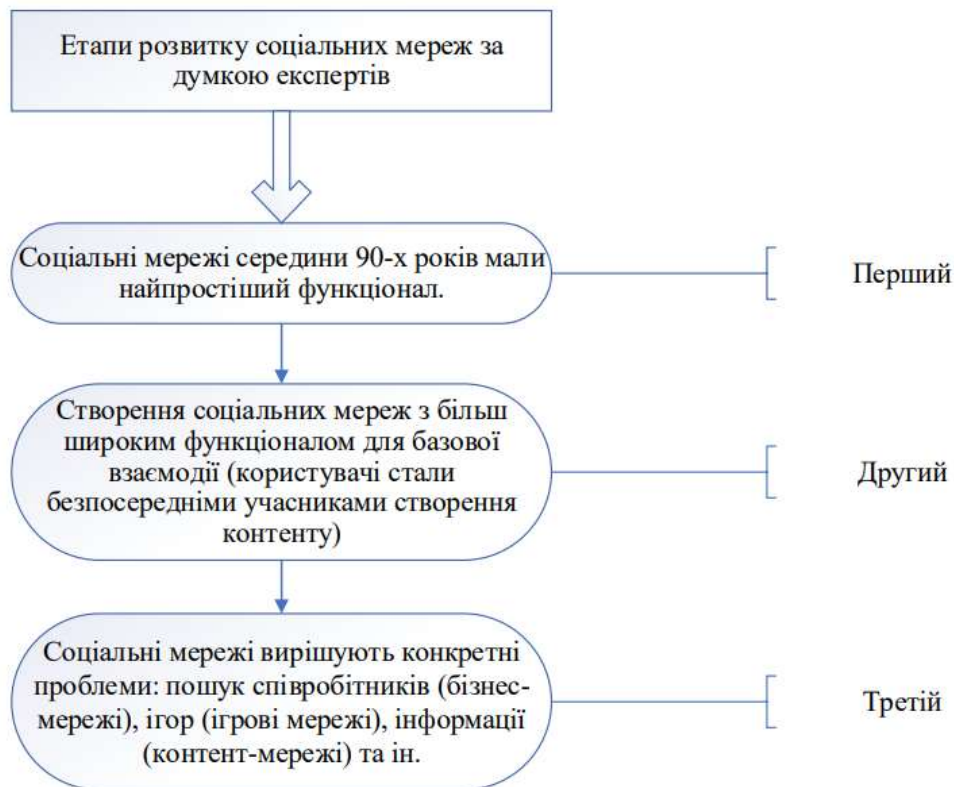 Етапи розвитку соціальних мереж за
думкою експертів
Соціальні мережі середини 90-х років мали
найпростіший функціонал.
Перший
Створення соціальних мереж з більш
широким функціоналом для базової
взаємодії (користувачі стали
безпосередніми учасниками створення
контенту)
Другий
Соціальні мережі вирішують конкретні
проблеми: пошук співробітників (бізнес-
мережі), ігор (ігрові мережі), інформації
(контент-мережі) та ін.
Третій